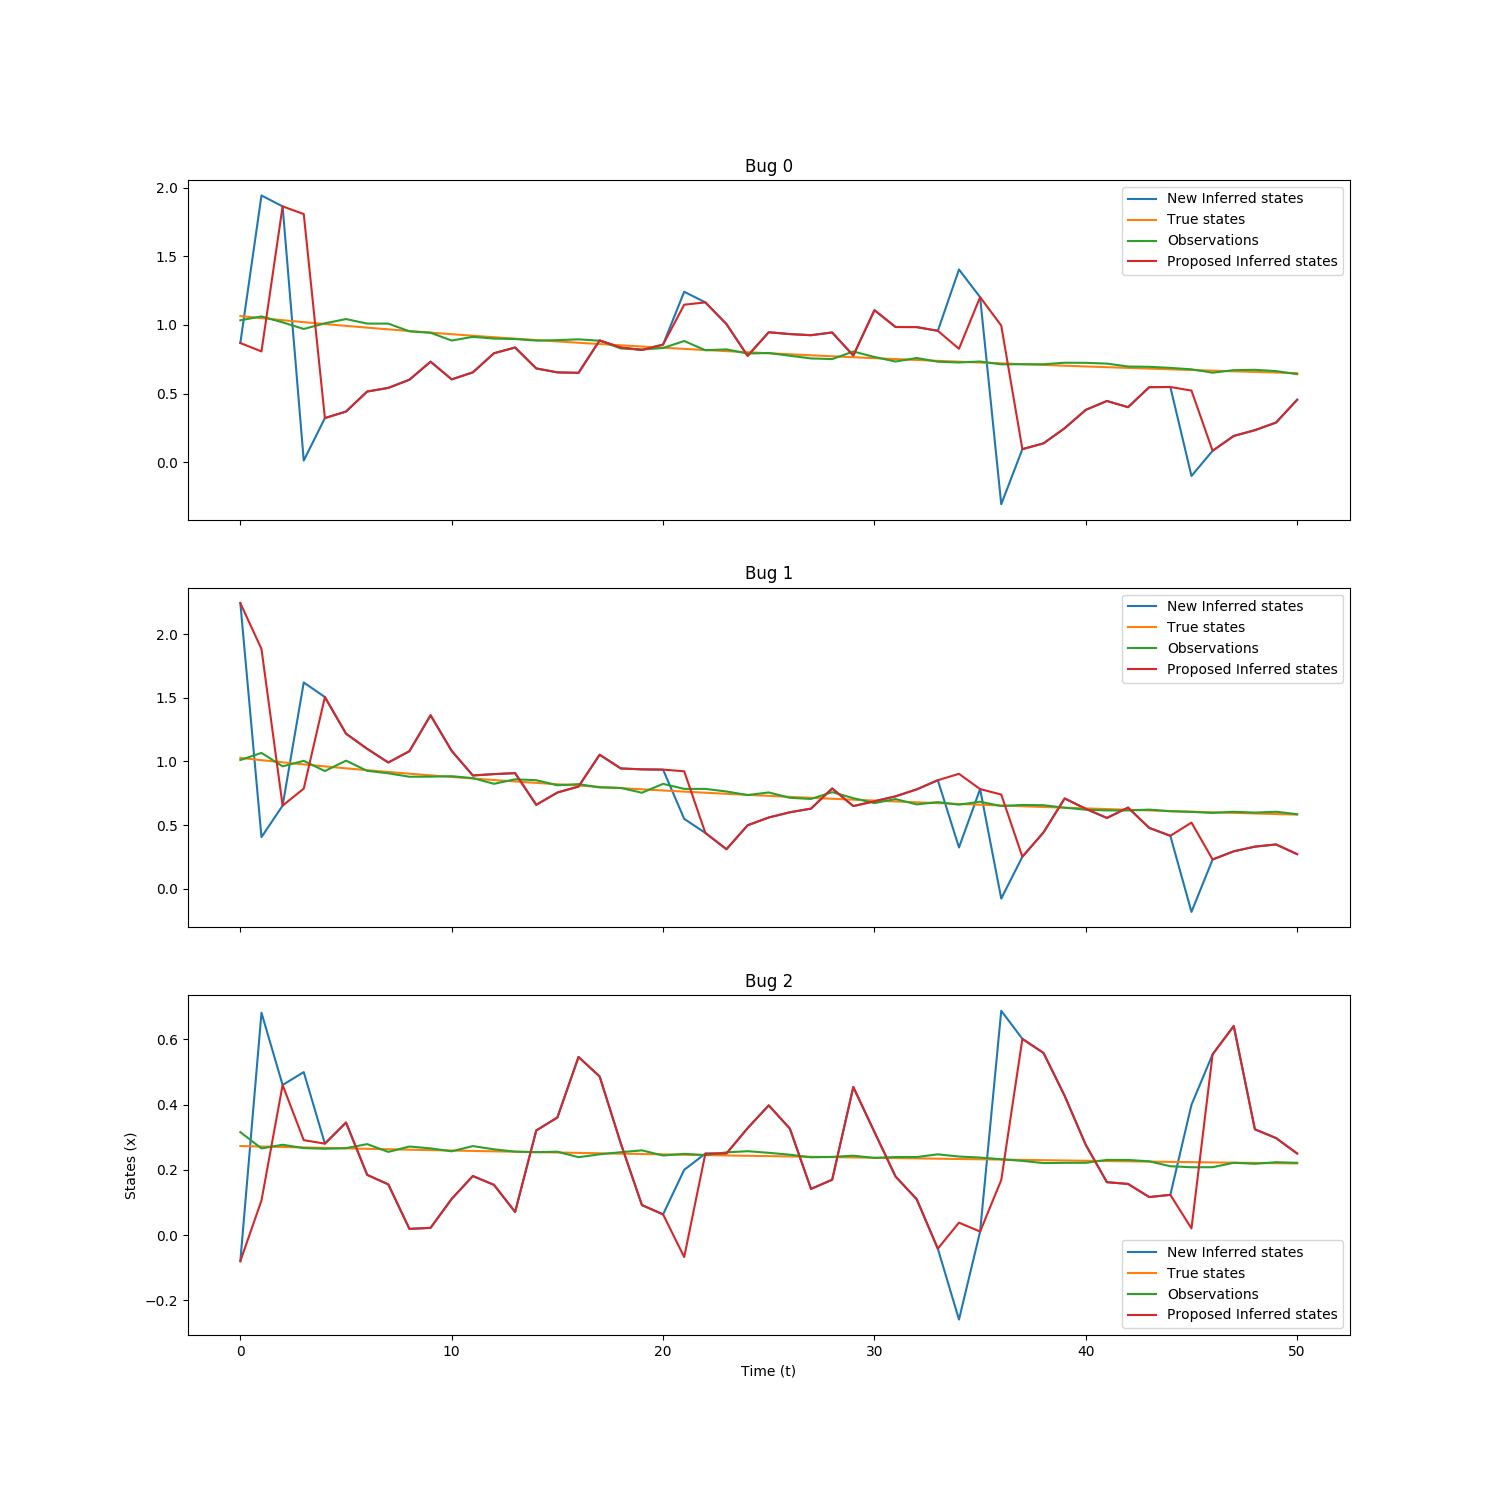 Bug 0
2.0
1.5
1.0
0.5
0.0
New Inferred states
True states
Observations
Proposed Inferred states
Bug 1
2.0
1.5
1.0
0.5
0.0
New Inferred states
True states
Observations
Proposed Inferred states
Bug 2
States (x)
0.6
0.4
0.2
0.0
−0.2
New Inferred states
True states
Observations
Proposed Inferred states
0 10 20 30 40 50
Time (t)